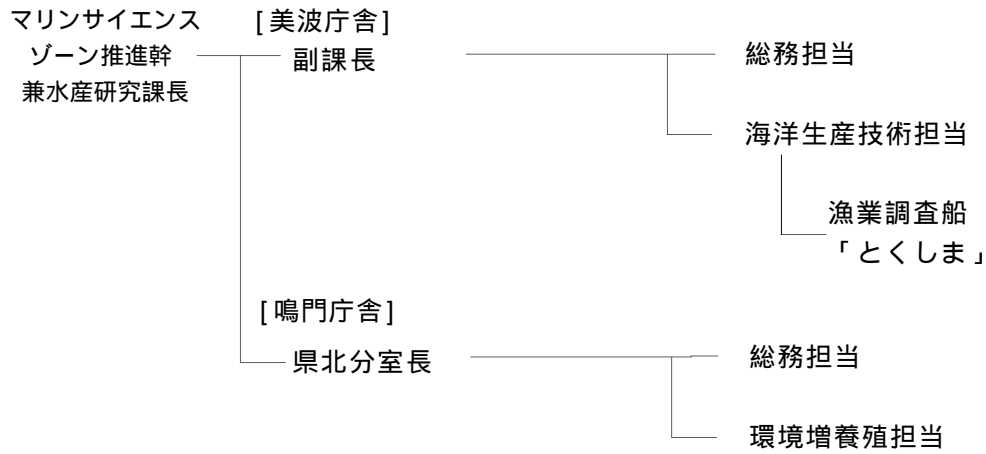 マリンサイエンス
ゾーン推進幹
兼水産研究課長
[美波庁舎]
副課長
総務担当
海洋生産技術担当
漁業調査船
「とくしま」
[鳴門庁舎]
県北分室長
総務担当
環境増養殖担当